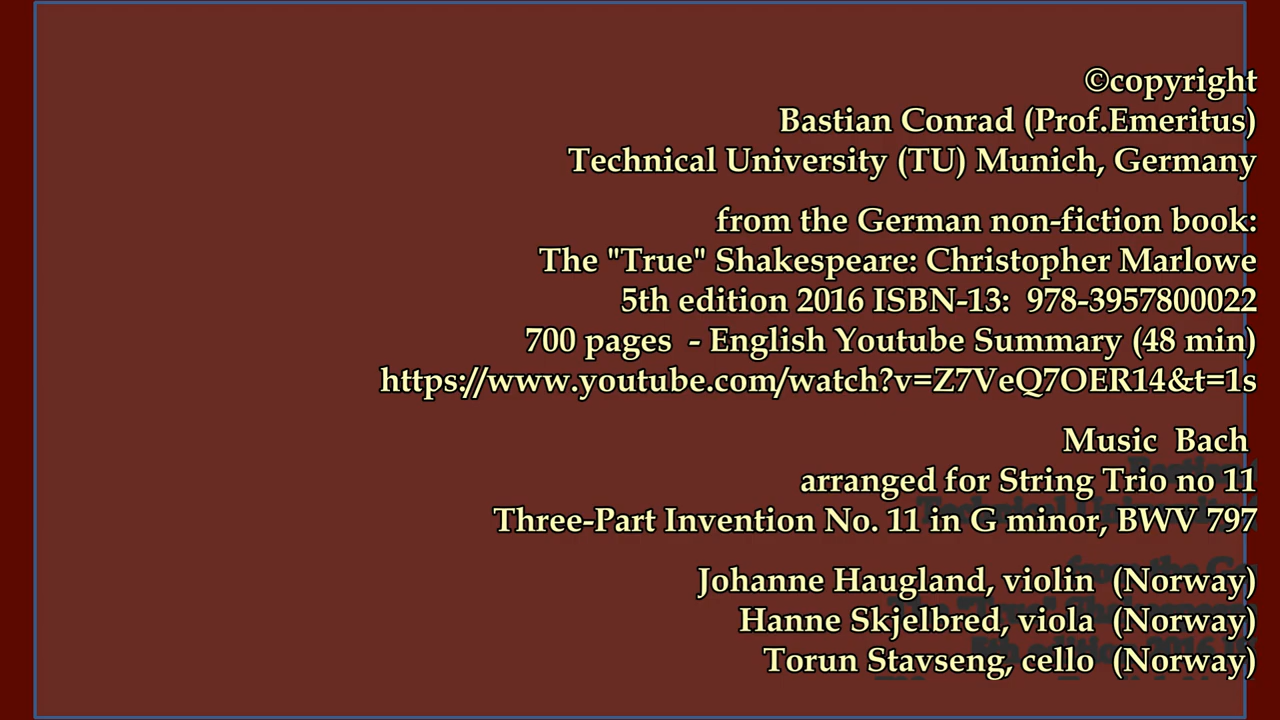 ©copyright
Bastian Conrad (Prof.Emeritus)
Technical University (TU) Munich, Germany
from the German non-fiction book:
The "True" Shakespeare: Christopher Marlowe
5th edition 2016 ISBN-13:  978-3957800022
700 pages  - English Youtube Summary (48 min)
https://www.youtube.com/watch?v=Z7VeQ7OER14&t=1s
Music  Bach
arranged for String Trio no 11
Three-Part Invention No. 11 in G minor, BWV 797
Johanne Haugland, violin  (Norway)
Hanne Skjelbred, viola  (Norway)
Torun Stavseng, cello  (Norway)